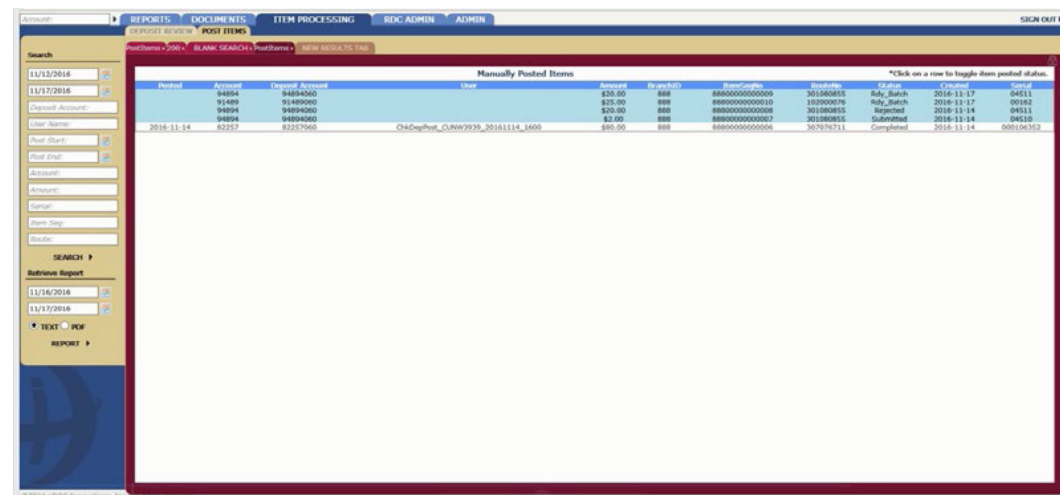 Account:
REPORTS DOCUMENTS ITEM PROCESSING RDC ADMIN ADMIN SIGN OUT
DEPOSIT REVIEW POST ITEMS
PostItems 200 BLANK SEARCH PostItems NEW RESULTS TAB
Search
11/12/2016
11/17/2016
Deposit Account:
User Name:
Post Start:
Post End:
Account:
Amount:
Serial:
Item Seq:
Route:
SEARCH
Retrieve Report
11/16/2016
11/17/2016
TEXT PDF
REPORT
Manually Posted Items *Click on a row to toggle item posted status.
Posted Account Deposit Account User Amount BranchID ItemSeqNo RouteNo Status Created Serial
94894 94894060 $20.00 888 88800000000009 301080855 Rdy_Batch 2016-11-17 04511
91489 91489060 $25.00 888 88800000000010 102000076 Rdy_Batch 2016-11-17 00162
94894 94894060 $20.00 888 88800000000008 301080855 Rejected 2016-11-14 04511
94894 94894060 $2.00 888 88800000000007 301080855 Submitted 2016-11-14 04510
2016-11-14 82257 82257060 ChkDepPost_CUNW3939_20161114_1600 $80.00 888 88800000000006 307076711 Completed 2016-11-14 000106352